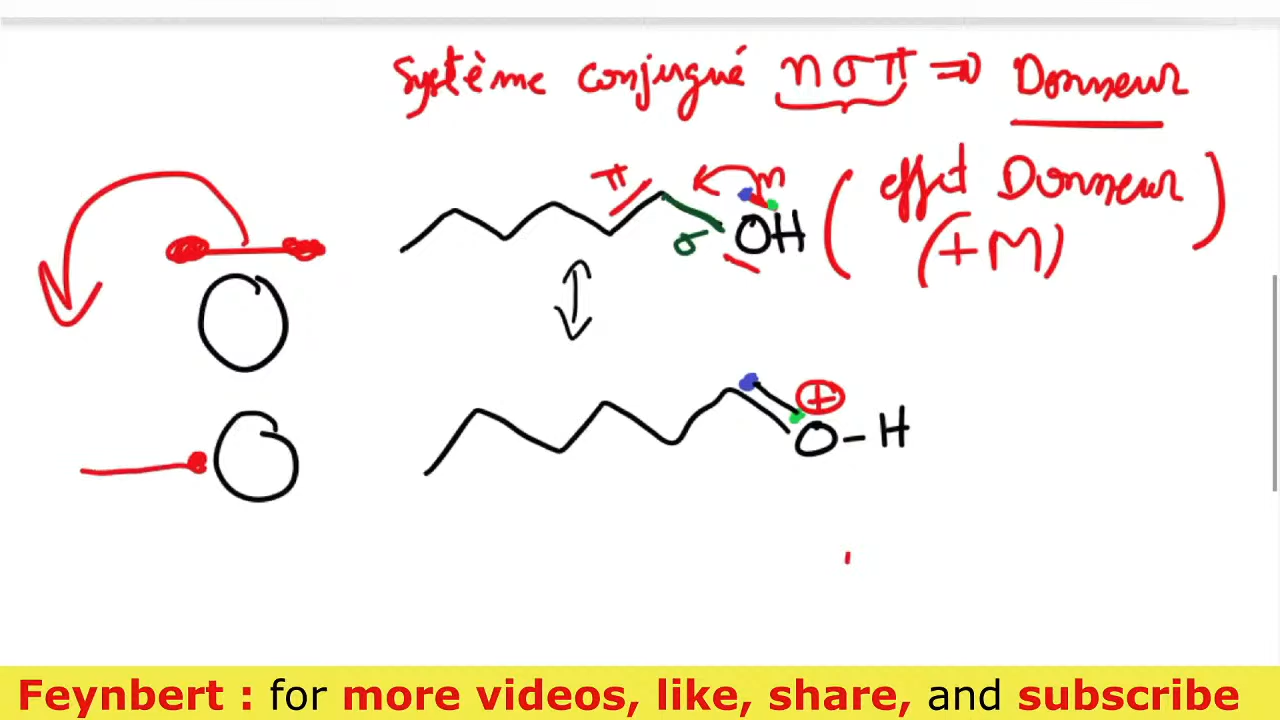 Système conjugué n σ π => Donneur
π n
σ OH (effet Donneur
(+M) )
+
O-H
Feynbert : for more videos, like, share, and subscribe